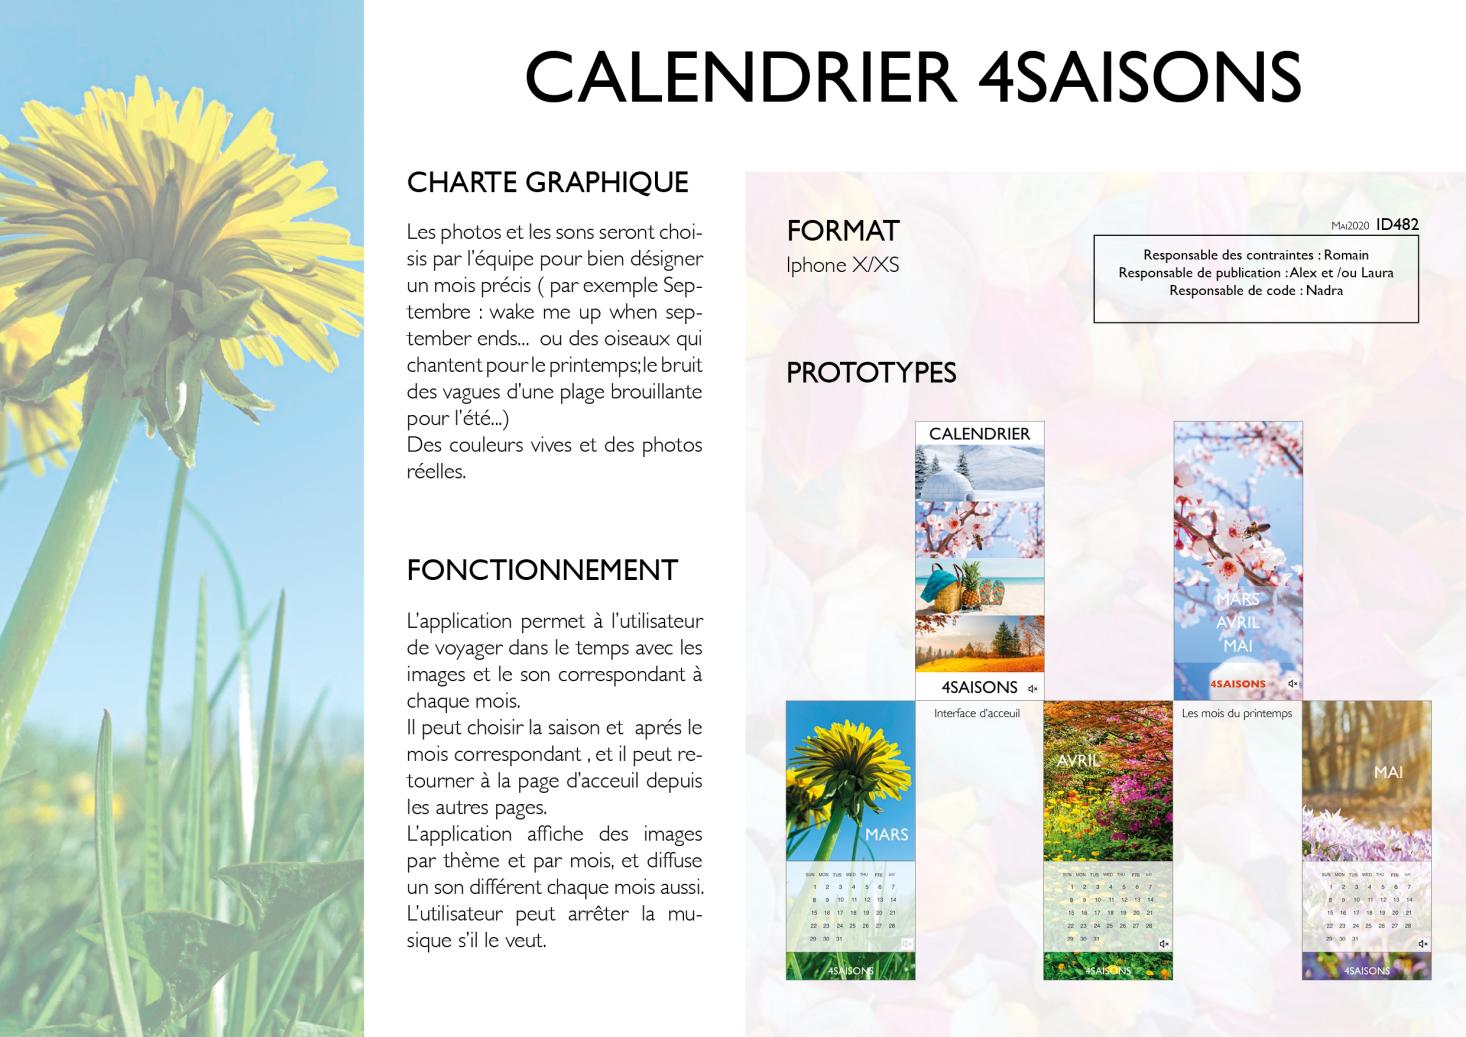 CALENDRIER 4SAISONS
CHARTE GRAPHIQUE
Les photos et les sons seront choi-
sis par l'équipe pour bien désigner
un mois précis ( par exemple Sep-
tembre : wake me up when sep-
tember ends... ou des oiseaux qui
chantent pour le printemps;le bruit
des vagues d'une plage brouillante
pour l'été...)
Des couleurs vives et des photos
réelles.
FONCTIONNEMENT
L'application permet à l'utilisateur
de voyager dans le temps avec les
images et le son correspondant à
chaque mois.
Il peut choisir la saison et aprés le
mois correspondant , et il peut re-
tourner à la page d'acceuil depuis
les autres pages.
L'application affiche des images
par thème et par mois, et diffuse
un son différent chaque mois aussi.
L'utilisateur peut arrêter la mu-
sique s'il le veut.
FORMAT
Iphone X/XS
MAI2020 ID482
Responsable des contraintes : Romain
Responsable de publication :Alex et /ou Laura
Responsable de code : Nadra
PROTOTYPES
CALENDRIER
4SAISONS
Interface d'acceuil
MARS
AVRIL
MAI
4SAISONS
Les mois du printemps
MARS
SUN MON TUS WED THU FRI SAT
1 2 3 4 5 6 7
8 9 10 11 12 13 14
15 16 17 18 19 20 21
22 23 24 25 26 27 28
29 30 31
4SAISONS
AVRIL
SUN MON TUS WED THU FRI SAT
1 2 3 4 5 6 7
8 9 10 11 12 13 14
15 16 17 18 19 20 21
22 23 24 25 26 27 28
29 30 31
4SAISONS
MAI
SUN MON TUS WED THU FRI SAT
1 2 3 4 5 6 7
8 9 10 11 12 13 14
15 16 17 18 19 20 21
22 23 24 25 26 27 28
29 30 31
4SAISONS